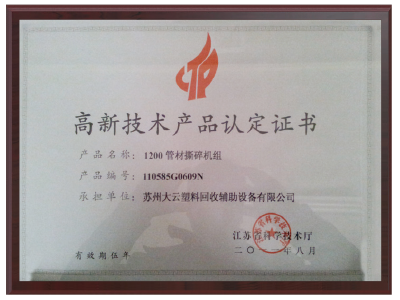 高新技术产品认定证书
产品名称：1200管材撕碎机组
产品编号：110585G0609N
承担单位：苏州大云塑料回收辅助设备有限公司
江苏省科学技术厅
二〇一一年八月
有效期伍年